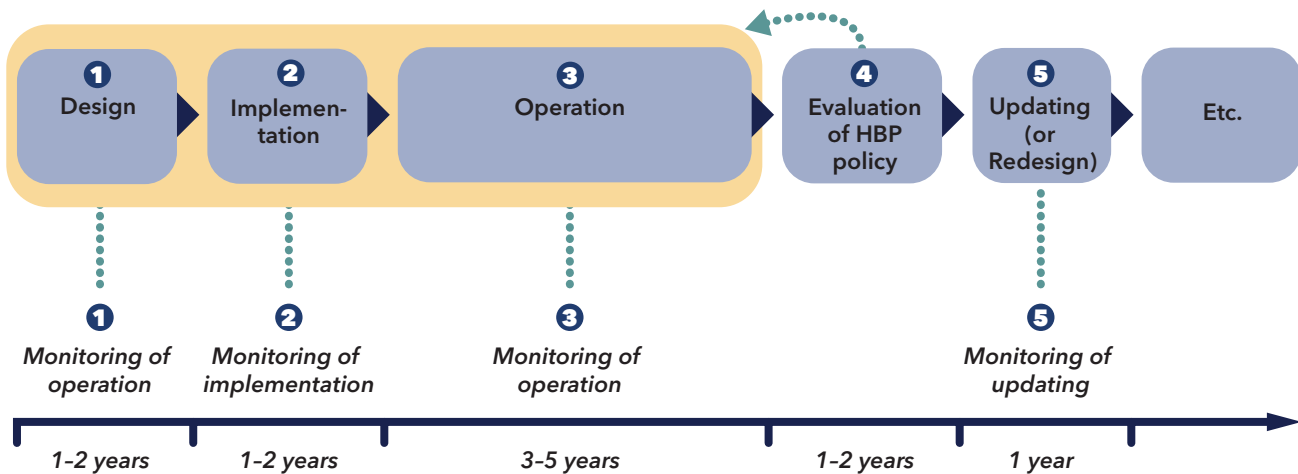 1
Design
2
Implemen-
tation
3
Operation
4
Evaluation
of HBP
policy
5
Updating
(or
Redesign)
Etc.
1
Monitoring of
operation
2
Monitoring of
implementation
3
Monitoring of
operation
5
Monitoring of
updating
1–2 years
1–2 years
3–5 years
1–2 years
1 year